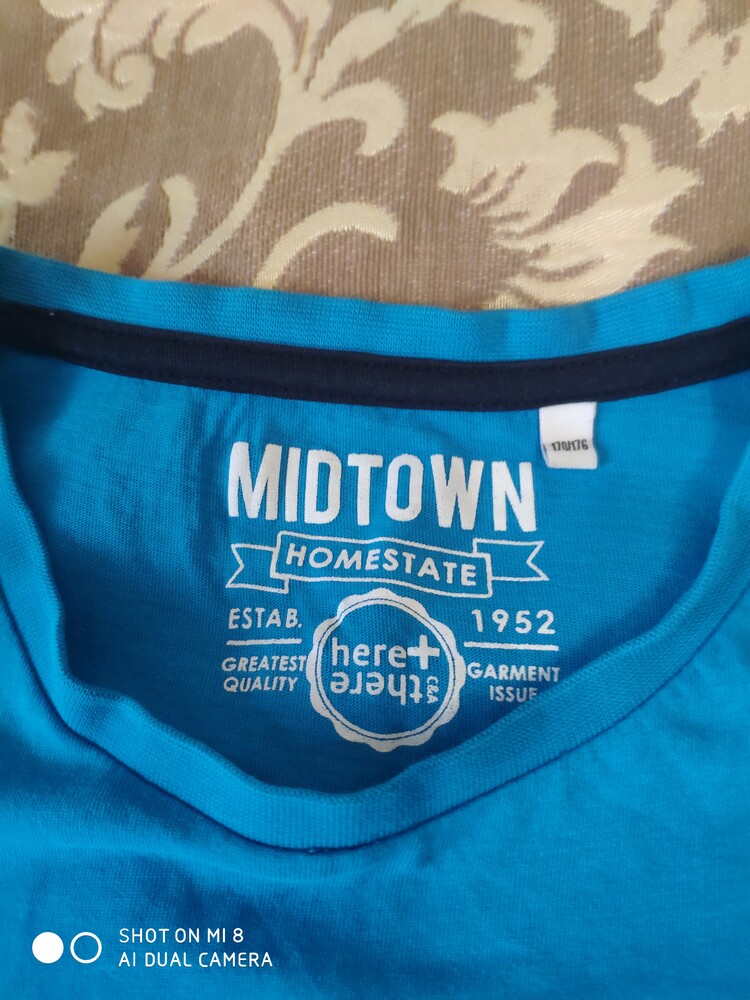 170/176
MIDTOWN
HOMESTATE
ESTAB. 1952
GREATEST
QUALITY
here+
there
C&A
GARMENT
ISSUE
SHOT ON MI 8
AI DUAL CAMERA